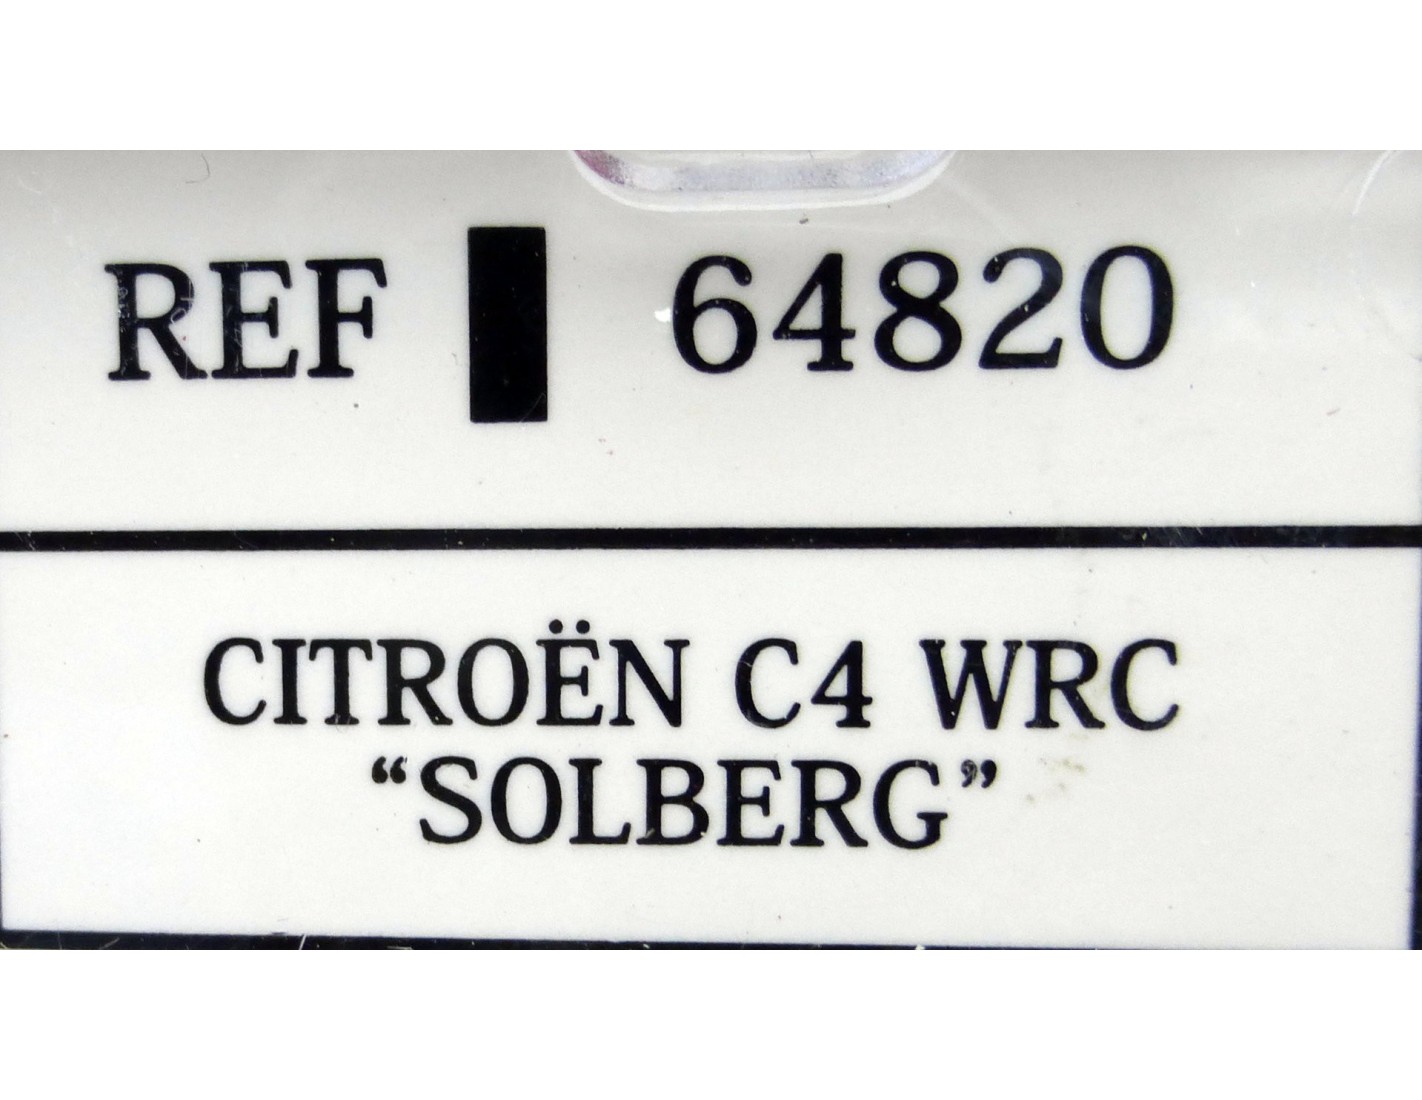 REF 64820
CITROËN C4 WRC
“SOLBERG”